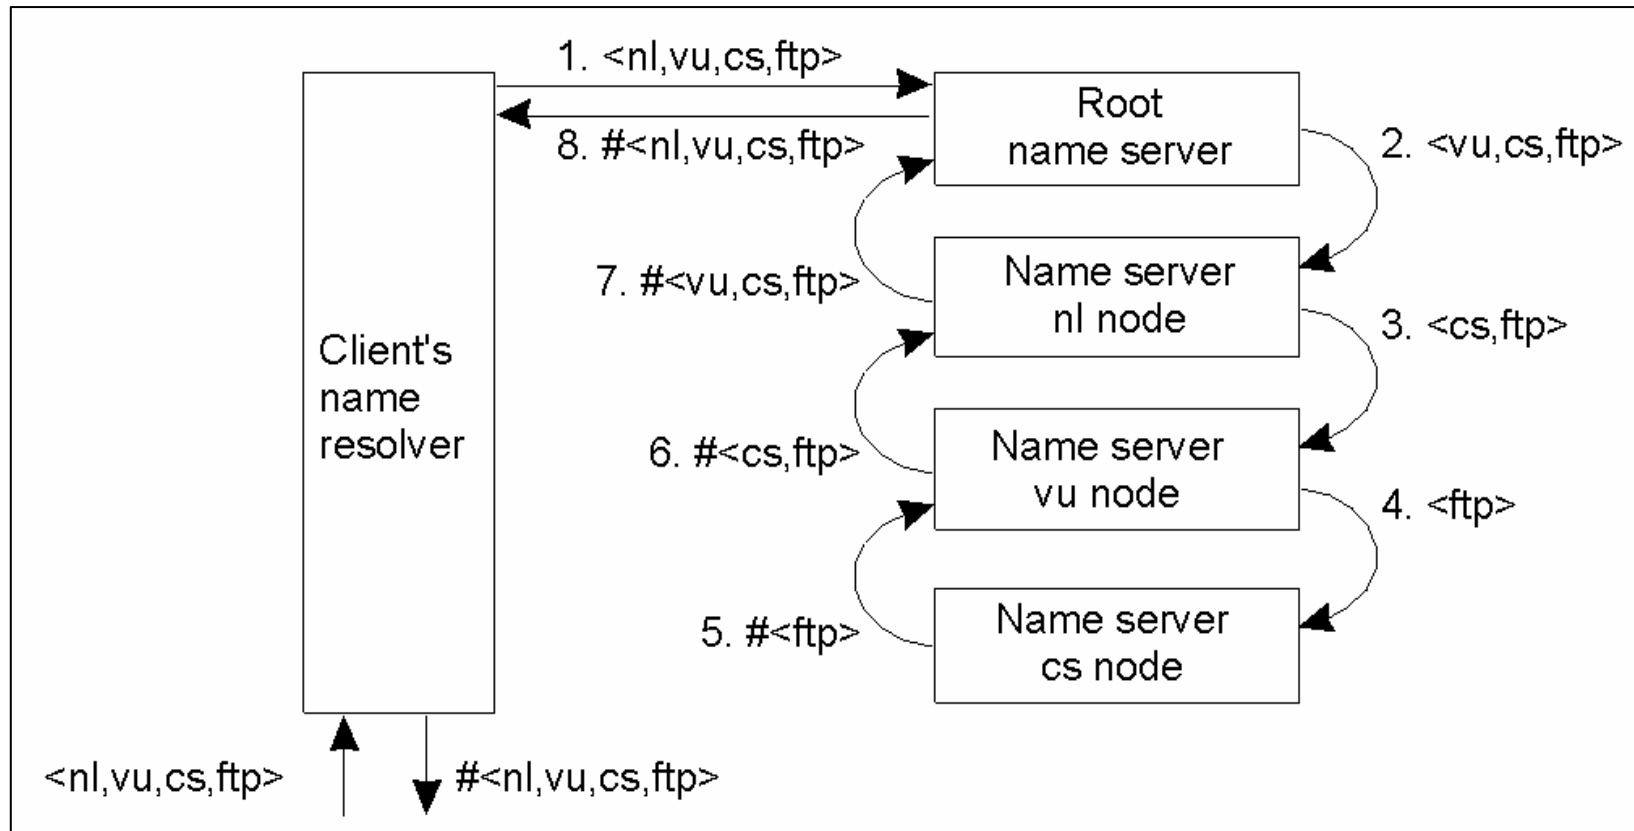 1. <nl,vu,cs,ftp>
Root
name server
8. #<nl,vu,cs,ftp>
2. <vu,cs,ftp>
7. #<vu,cs,ftp>
Name server
nl node
3. <cs,ftp>
Client's
name
resolver
6. #<cs,ftp>
Name server
vu node
4. <ftp>
5. #<ftp>
Name server
cs node
<nl,vu,cs,ftp>
#<nl,vu,cs,ftp>